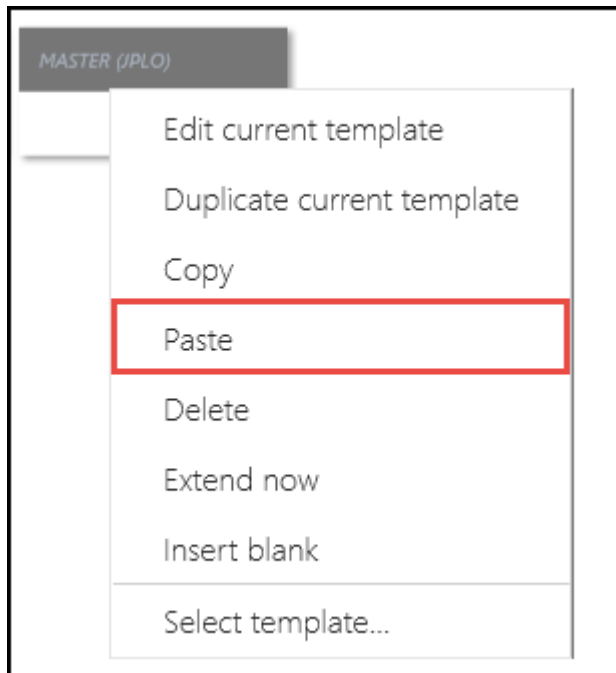 MASTER (JPLO)
Edit current template
Duplicate current template
Copy
Paste
Delete
Extend now
Insert blank
Select template...